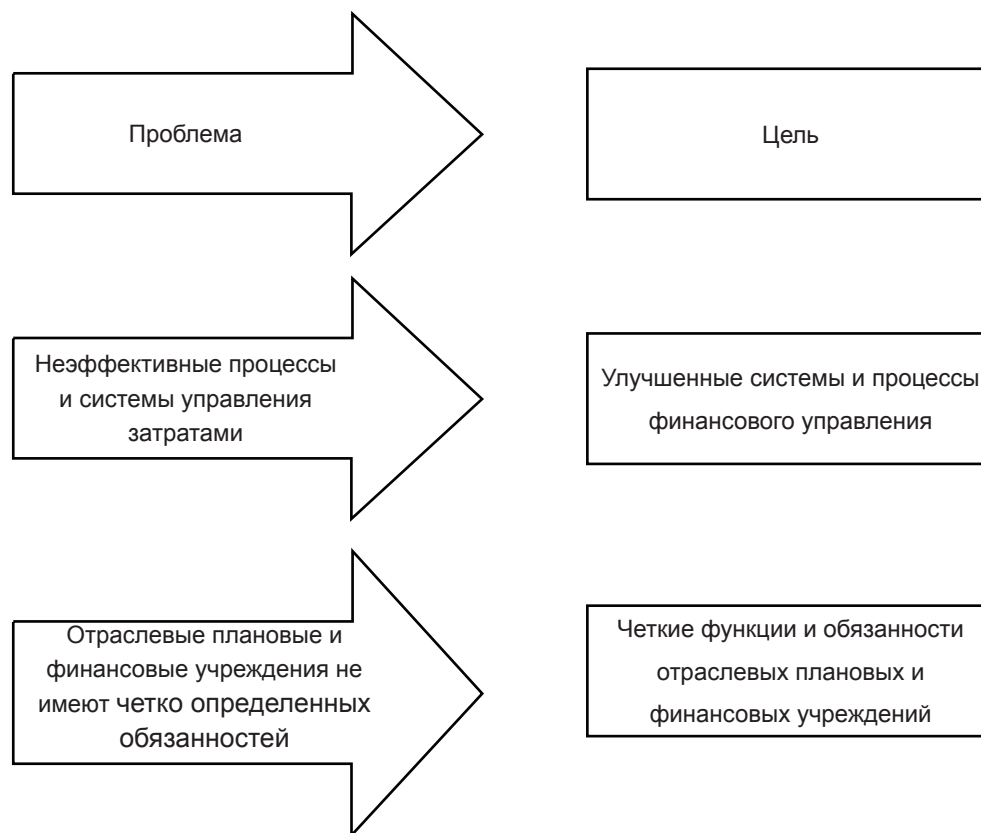 Проблема
Цель
Неэффективные процессы
и системы управления
затратами
Улучшенные системы и процессы
финансового управления
Отраслевые плановые и
финансовые учреждения не
имеют четко определенных
обязанностей
Четкие функции и обязанности
отраслевых плановых и
финансовых учреждений